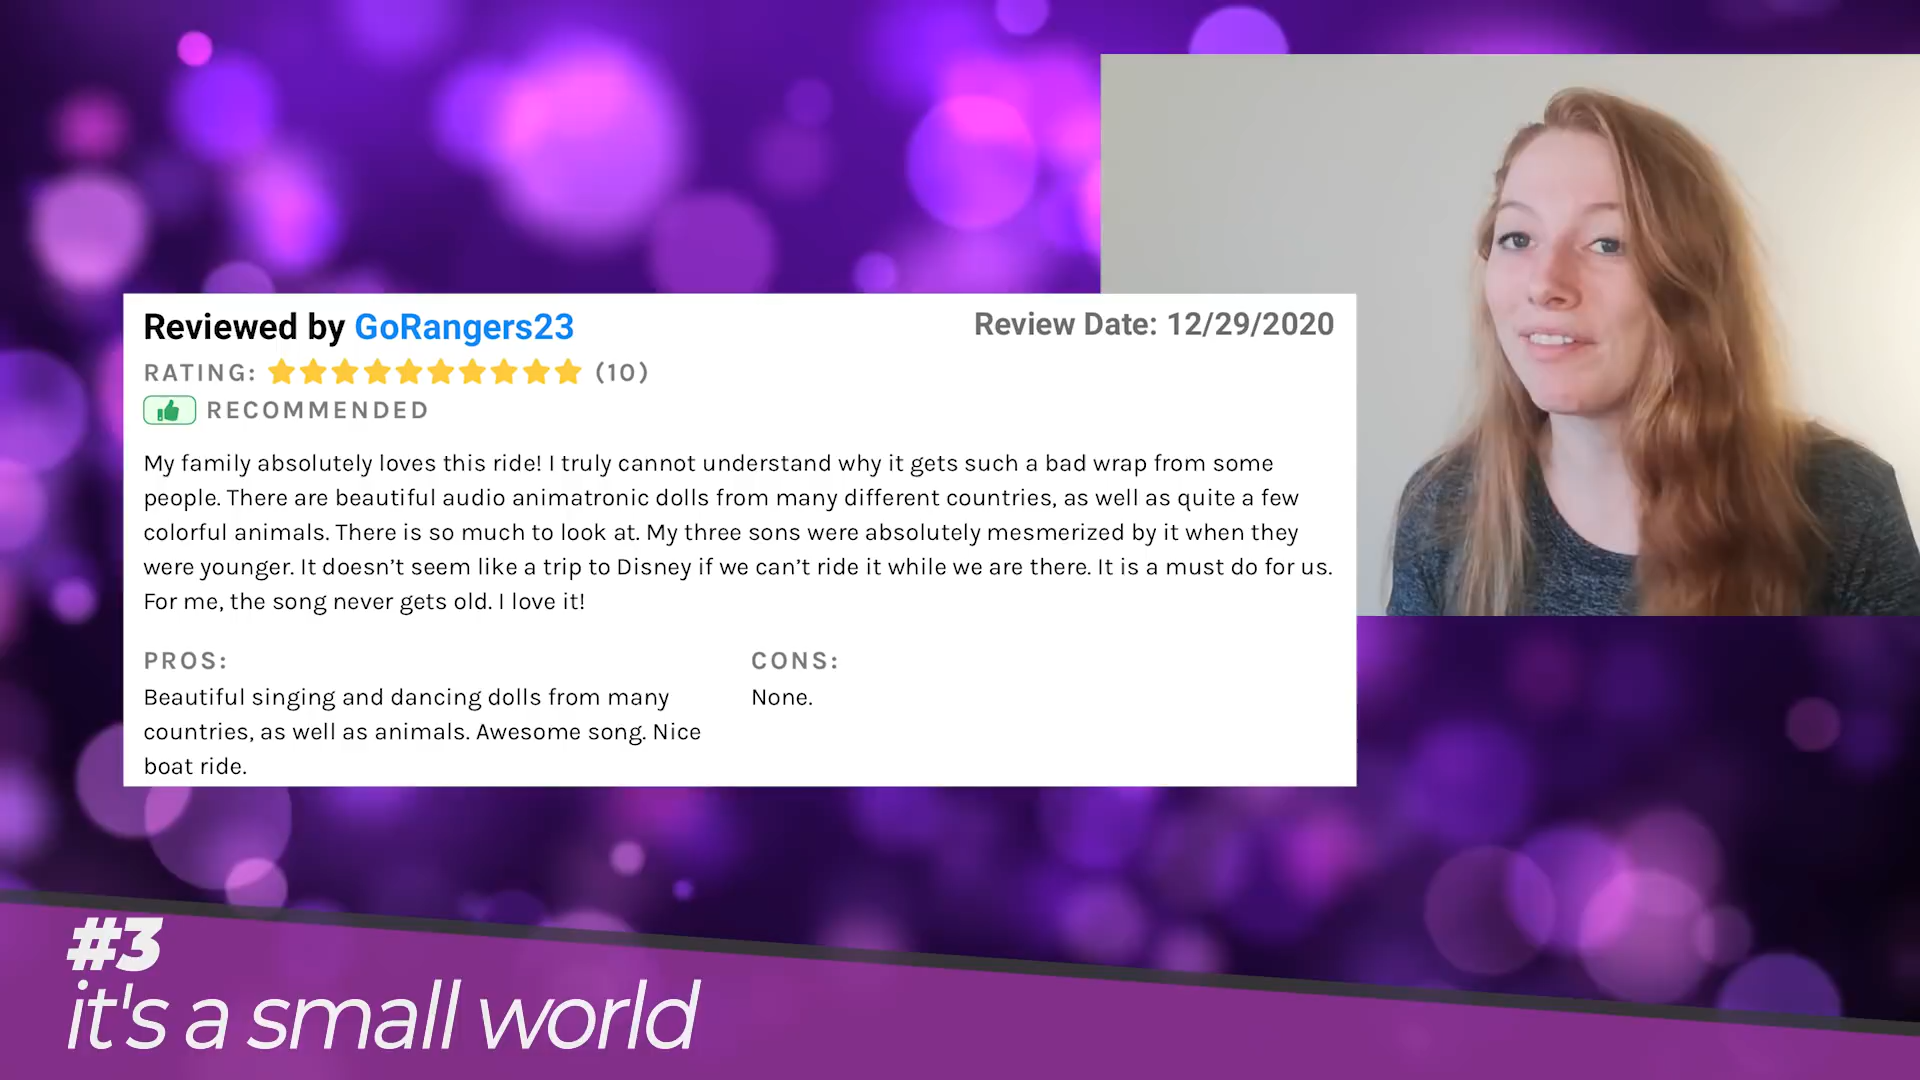 Reviewed by GoRangers23
Review Date: 12/29/2020
RATING: (10)
RECOMMENDED
My family absolutely loves this ride! I truly cannot understand why it gets such a bad wrap from some
people. There are beautiful audio animatronic dolls from many different countries, as well as quite a few
colorful animals. There is so much to look at. My three sons were absolutely mesmerized by it when they
were younger. It doesn’t seem like a trip to Disney if we can’t ride it while we are there. It is a must do for us.
For me, the song never gets old. I love it!
PROS:
Beautiful singing and dancing dolls from many
countries, as well as animals. Awesome song. Nice
boat ride.
CONS:
None.
#3
it's a small world